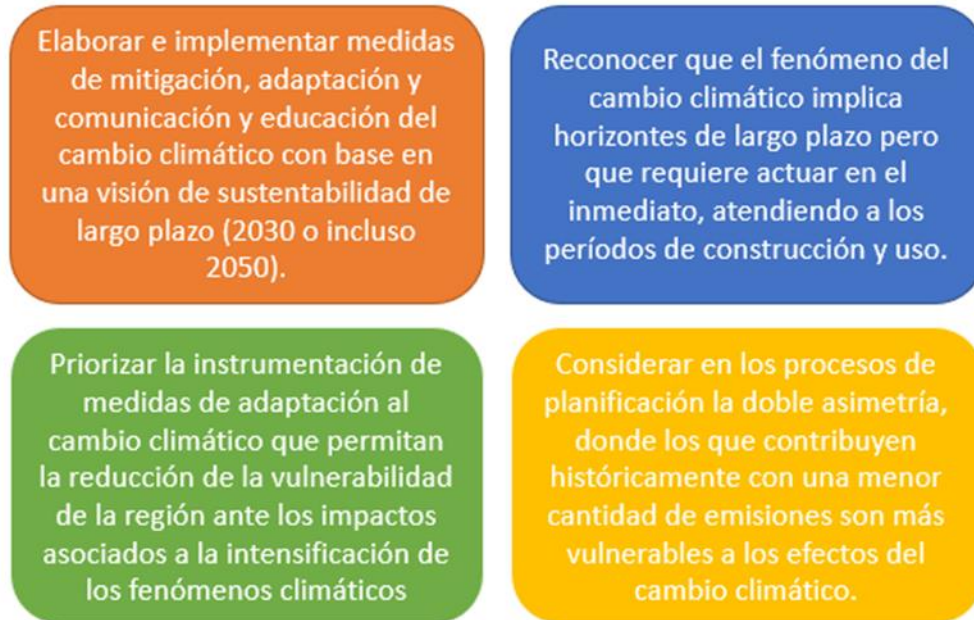 Elaborar e implementar medidas
de mitigación, adaptación y
comunicación y educación del
cambio climático con base en
una visión de sustentabilidad de
largo plazo (2030 o incluso
2050).
Reconocer que el fenómeno del
cambio climático implica
horizontes de largo plazo pero
que requiere actuar en el
inmediato, atendiendo a los
períodos de construcción y uso.
Priorizar la instrumentación de
medidas de adaptación al
cambio climático que permitan
la reducción de la vulnerabilidad
de la región ante los impactos
asociados a la intensificación de
los fenómenos climáticos
Considerar en los procesos de
planificación la doble asimetría,
donde los que contribuyen
históricamente con una menor
cantidad de emisiones son más
vulnerables a los efectos del
cambio climático.